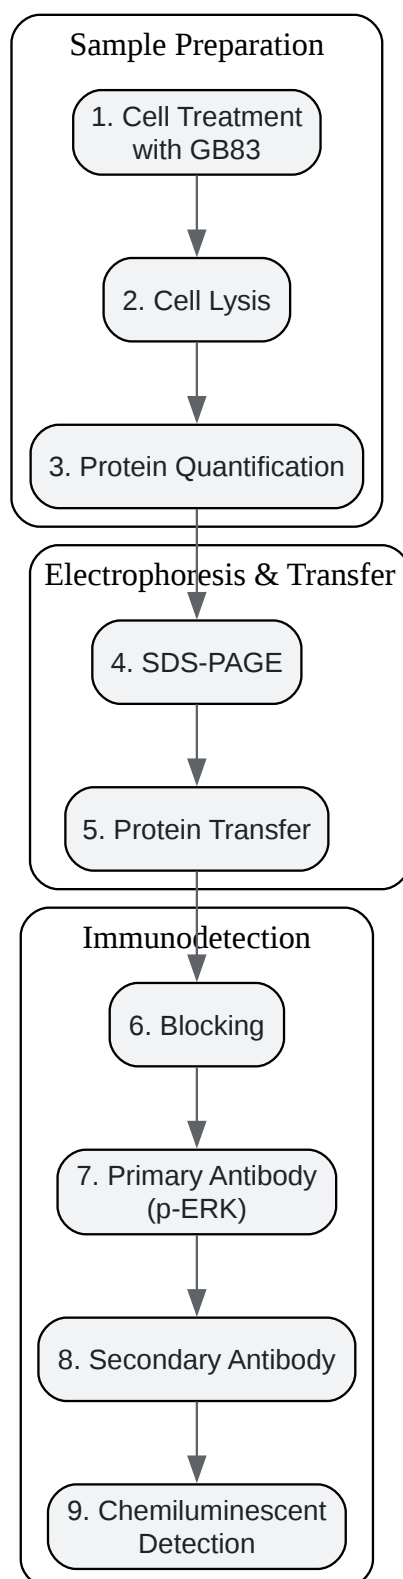 Sample Preparation
1. Cell Treatment
with GB83
2. Cell Lysis
3. Protein Quantification
Electrophoresis & Transfer
4. SDS-PAGE
5. Protein Transfer
Immunodetection
6. Blocking
7. Primary Antibody
(p-ERK)
8. Secondary Antibody
9. Chemiluminescent
Detection